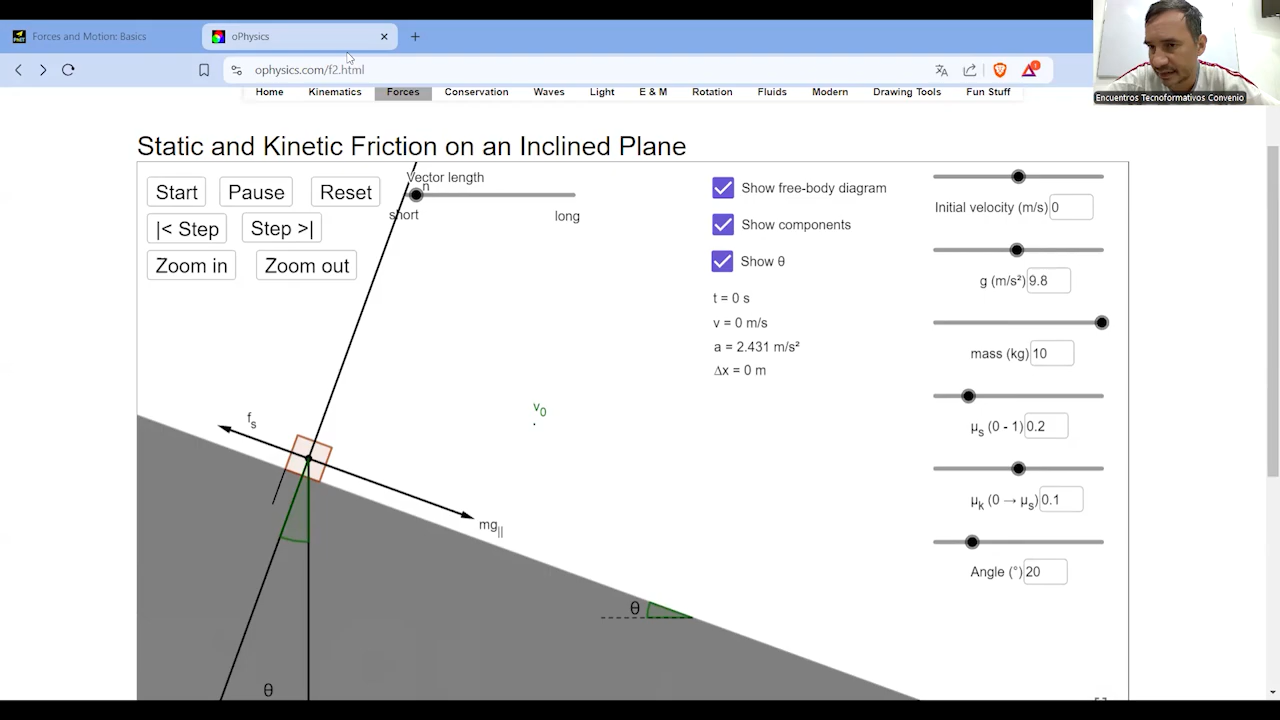 Forces and Motion: Basics
oPhysics
ophysics.com/f2.html
Encuentros Tecnoformativos Convenio
Home Kinematics Forces Conservation Waves Light E & M Rotation Fluids Modern Drawing Tools Fun Stuff
Static and Kinetic Friction on an Inclined Plane
Start Pause Reset
|< Step Step >|
Zoom in Zoom out
Vector length
n
short long
Show free-body diagram
Show components
Show θ
t = 0 s
v = 0 m/s
a = 2.431 m/s²
Δx = 0 m
Initial velocity (m/s) 0
g (m/s²) 9.8
mass (kg) 10
μs (0 - 1) 0.2
μk (0 → μs) 0.1
Angle (°) 20
v0
fs
mg||
θ
θ